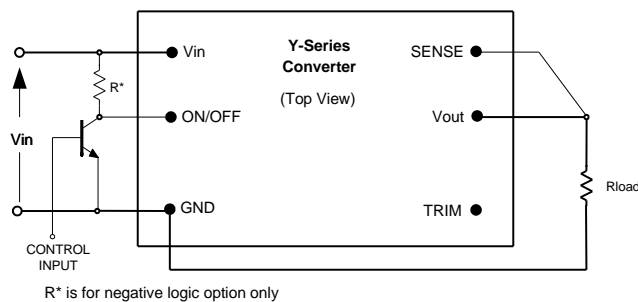 Y-Series
Converter
(Top View)
Vin
SENSE
R*
ON/OFF
Vout
Vin
Rload
GND
TRIM
CONTROL
INPUT
R* is for negative logic option only